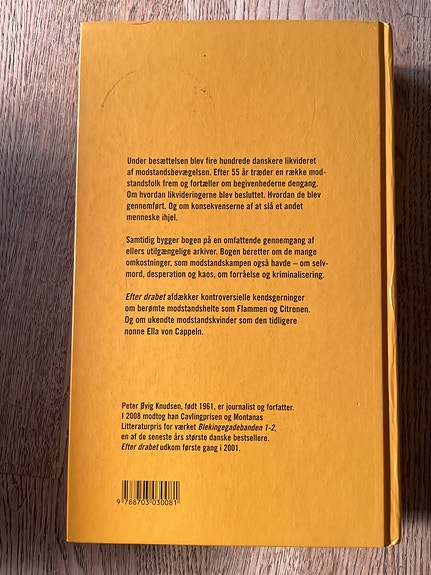 Under besættelsen blev fire hundrede danskere likvideret
af modstandsbevægelsen. Efter 55 år træder en række mod-
standsfolk frem og fortæller om begivenhederne dengang.
Om hvordan likvideringerne blev besluttet. Hvordan de blev
gennemført. Og om konsekvenserne af at slå et andet
menneske ihjel.
Samtidig bygger bogen på en omfattende gennemgang af
ellers utilgængelige arkiver. Bogen beretter om de mange
omkostninger, som modstandskampen også havde – om selv-
mord, desperation og kaos, om forråelse og kriminalisering.
Efter drabet afdækker kontroversielle kendsgerninger
om berømte modstandshelte som Flammen og Citronen.
Og om ukendte modstandskvinder som den tidligere
nonne Ella von Cappeln.
Peter Øvig Knudsen, født 1961, er journalist og forfatter.
I 2008 modtog han Cavlingprisen og Montanas
Litteraturpris for værket Blekingegadebanden 1-2,
en af de seneste års største danske bestsellere.
Efter drabet udkom første gang i 2001.
9 788703 030081